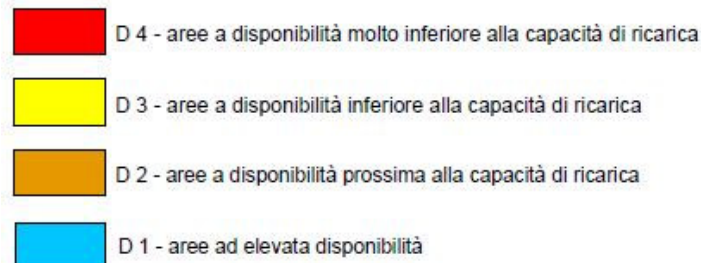 D 4 - aree a disponibilità molto inferiore alla capacità di ricarica
D 3 - aree a disponibilità inferiore alla capacità di ricarica
D 2 - aree a disponibilità prossima alla capacità di ricarica
D 1 - aree ad elevata disponibilità